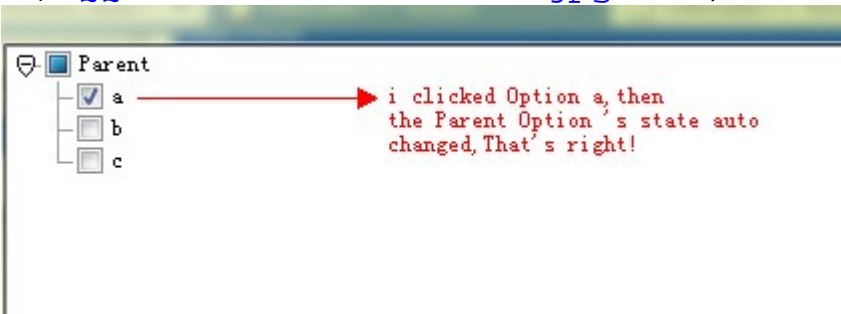 Parent
a
b
c
i clicked Option a, then
the Parent Option 's state auto
changed, That's right!